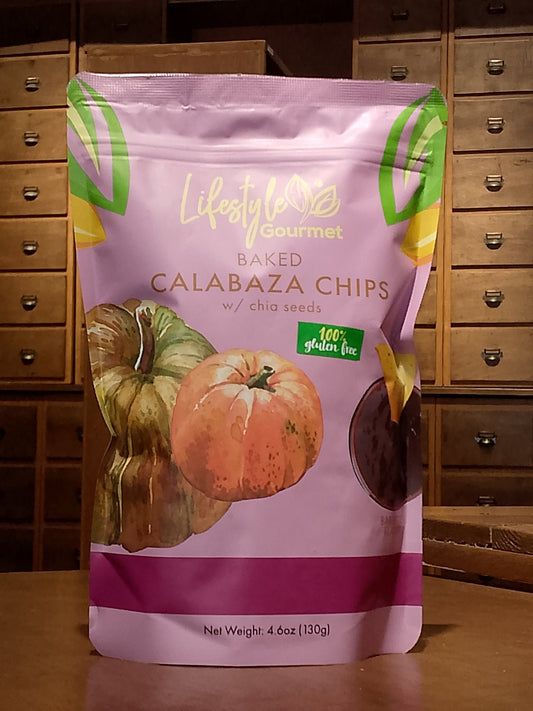 Lifestyle
Gourmet
BAKED
CALABAZA CHIPS
w/ chia seeds
100%
gluten free
Net Weight: 4.6oz (130g)